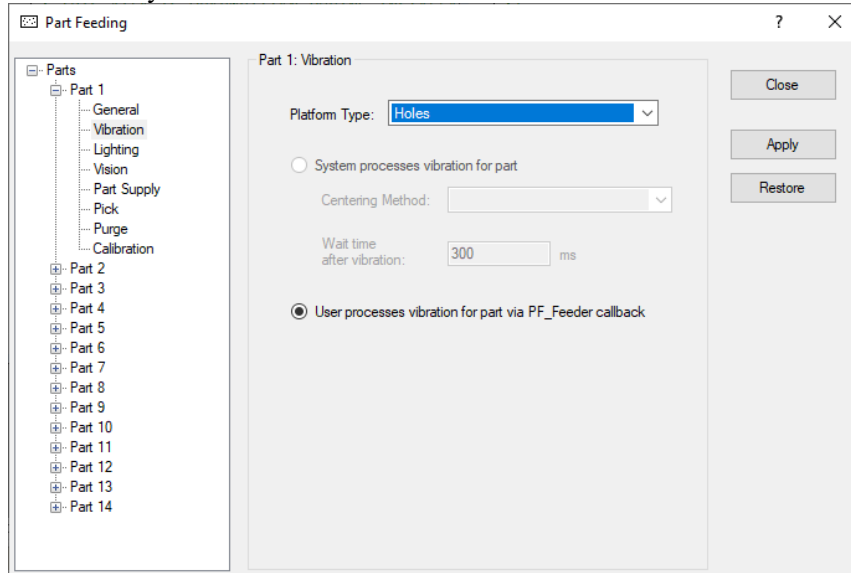 Part Feeding
?
Parts
Part 1
General
Vibration
Lighting
Vision
Part Supply
Pick
Purge
Calibration
Part 2
Part 3
Part 4
Part 5
Part 6
Part 7
Part 8
Part 9
Part 10
Part 11
Part 12
Part 13
Part 14
Part 1: Vibration
Platform Type: Holes
System processes vibration for part
Centering Method:
Wait time
after vibration: 300 ms
User processes vibration for part via PF_Feeder callback
Close
Apply
Restore